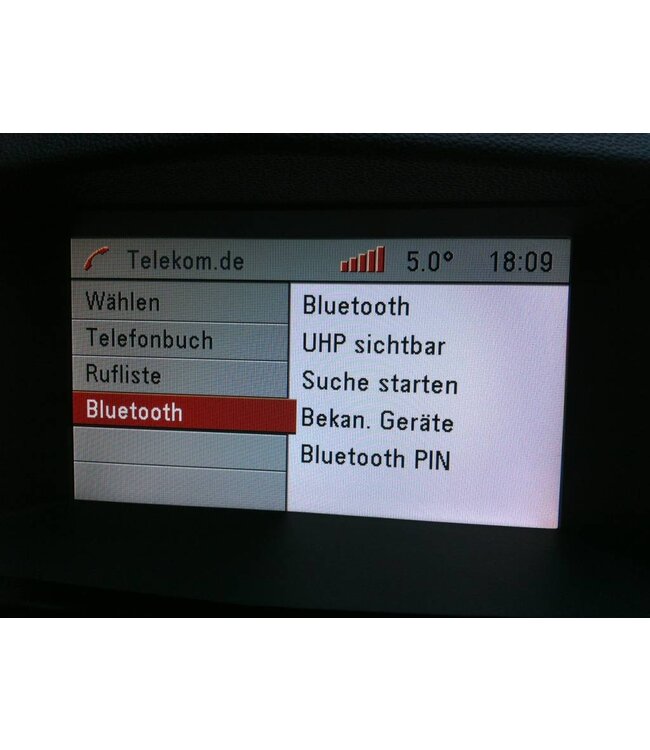 Telekom.de 5.0° 18:09
Wählen
Telefonbuch
Rufliste
Bluetooth
Bluetooth
UHP sichtbar
Suche starten
Bekan. Geräte
Bluetooth PIN